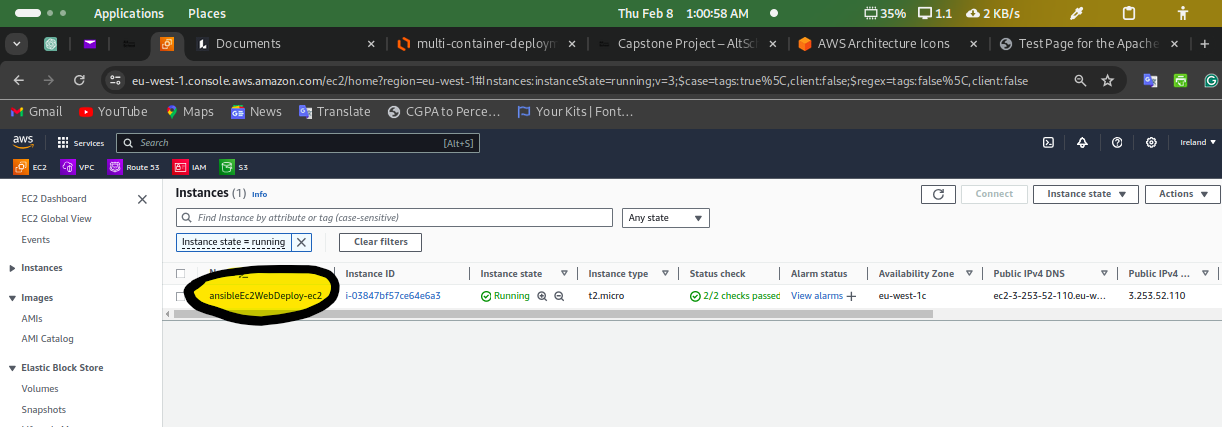 Applications Places Thu Feb 8 1:00:58 AM 35% 1.1 2 KB/s
Documents × multi-container-deploym × Capstone Project – AltSch × AWS Architecture Icons × Test Page for the Apache × +
eu-west-1.console.aws.amazon.com/ec2/home?region=eu-west-1#Instances:instanceState=running;v=3;$case=tags:true%5C,client:false;$regex=tags:false%5C,client:false
Gmail YouTube Maps News Translate CGPA to Perce... Your Kits | Font...
aws Services Search [Alt+S] Ireland
EC2 VPC Route 53 IAM S3
EC2 Dashboard
EC2 Global View
Events
Instances
Images
AMIs
AMI Catalog
Elastic Block Store
Volumes
Snapshots
Instances (1) Info Connect Instance state Actions
Find Instance by attribute or tag (case-sensitive) Any state
Instance state = running Clear filters
Instance ID Instance state Instance type Status check Alarm status Availability Zone Public IPv4 DNS Public IPv4 ...
ansibleEc2WebDeploy-ec2 i-03847bf57ce64e6a3 Running t2.micro 2/2 checks passed View alarms + eu-west-1c ec2-3-253-52-110.eu-w... 3.253.52.110